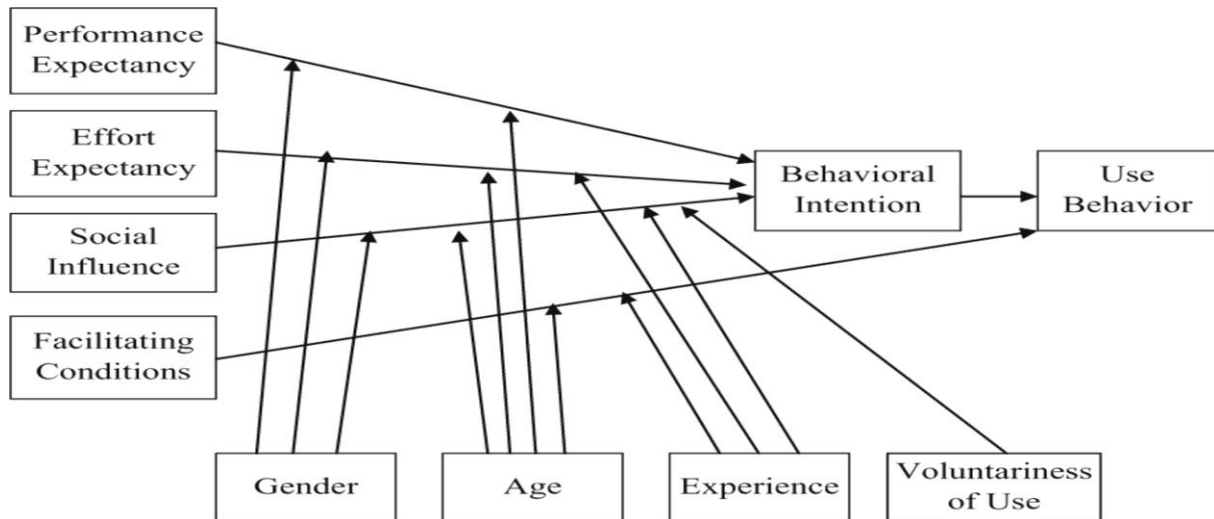 Performance
Expectancy
Effort
Expectancy
Social
Influence
Facilitating
Conditions
Behavioral
Intention
Use
Behavior
Gender
Age
Experience
Voluntariness
of Use